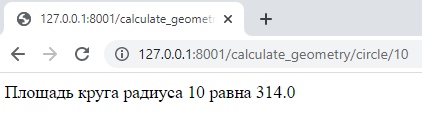 127.0.0.1:8001/calculate_geomet
127.0.0.1:8001/calculate_geometry/circle/10
Площадь круга радиуса 10 равна 314.0